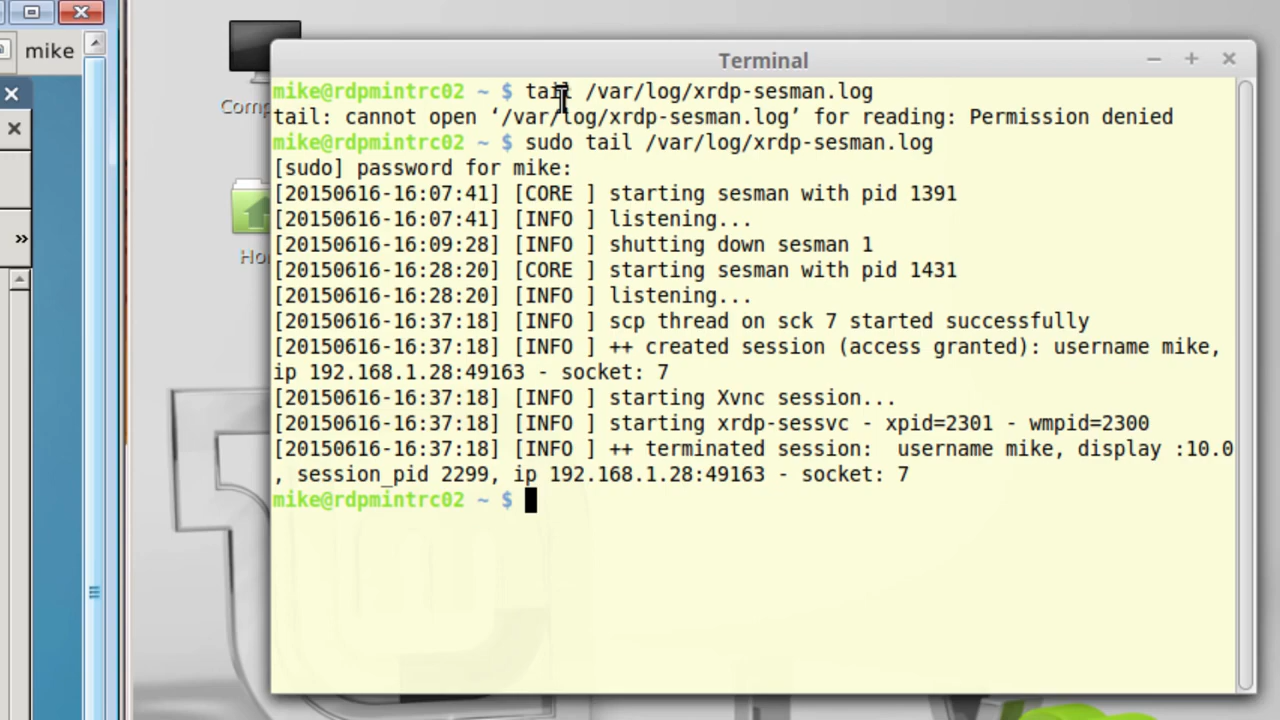 mike
Terminal
mike@rdpmintrc02 ~ $ tail /var/log/xrdp-sesman.log
tail: cannot open ‘/var/log/xrdp-sesman.log’ for reading: Permission denied
mike@rdpmintrc02 ~ $ sudo tail /var/log/xrdp-sesman.log
[sudo] password for mike:
[20150616-16:07:41] [CORE ] starting sesman with pid 1391
[20150616-16:07:41] [INFO ] listening...
[20150616-16:09:28] [INFO ] shutting down sesman 1
[20150616-16:28:20] [CORE ] starting sesman with pid 1431
[20150616-16:28:20] [INFO ] listening...
[20150616-16:37:18] [INFO ] scp thread on sck 7 started successfully
[20150616-16:37:18] [INFO ] ++ created session (access granted): username mike,
ip 192.168.1.28:49163 - socket: 7
[20150616-16:37:18] [INFO ] starting Xvnc session...
[20150616-16:37:18] [INFO ] starting xrdp-sessvc - xpid=2301 - wmpid=2300
[20150616-16:37:18] [INFO ] ++ terminated session:  username mike, display :10.0
, session_pid 2299, ip 192.168.1.28:49163 - socket: 7
mike@rdpmintrc02 ~ $